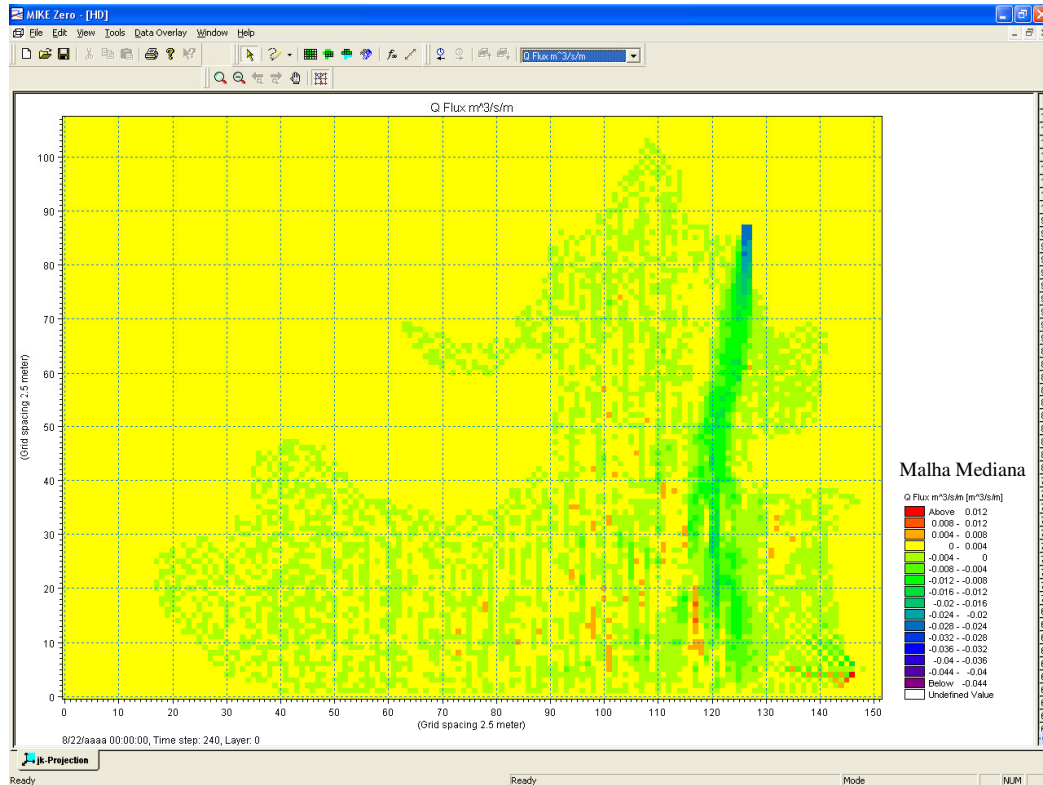 MIKE Zero - [HD]
File Edit View Tools Data Overlay Window Help
Q Flux m^3/s/m
Q Flux m^3/s/m
100
90
80
70
60
50
40
30
20
10
0
(Grid spacing 2.5 meter)
0 10 20 30 40 50 60 70 80 90 100 110 120 130 140 150
(Grid spacing 2.5 meter)
8/22/aaaa 00:00:00, Time step: 240, Layer: 0
Malha Mediana
Q Flux m^3/s/m [m^3/s/m]
Above 0.012
0.008 - 0.012
0.004 - 0.008
0 - 0.004
-0.004 - 0
-0.008 - -0.004
-0.012 - -0.008
-0.016 - -0.012
-0.02 - -0.016
-0.024 - -0.02
-0.028 - -0.024
-0.032 - -0.028
-0.036 - -0.032
-0.04 - -0.036
-0.044 - -0.04
Below -0.044
Undefined Value
jk-Projection
Ready Ready Mode NUM